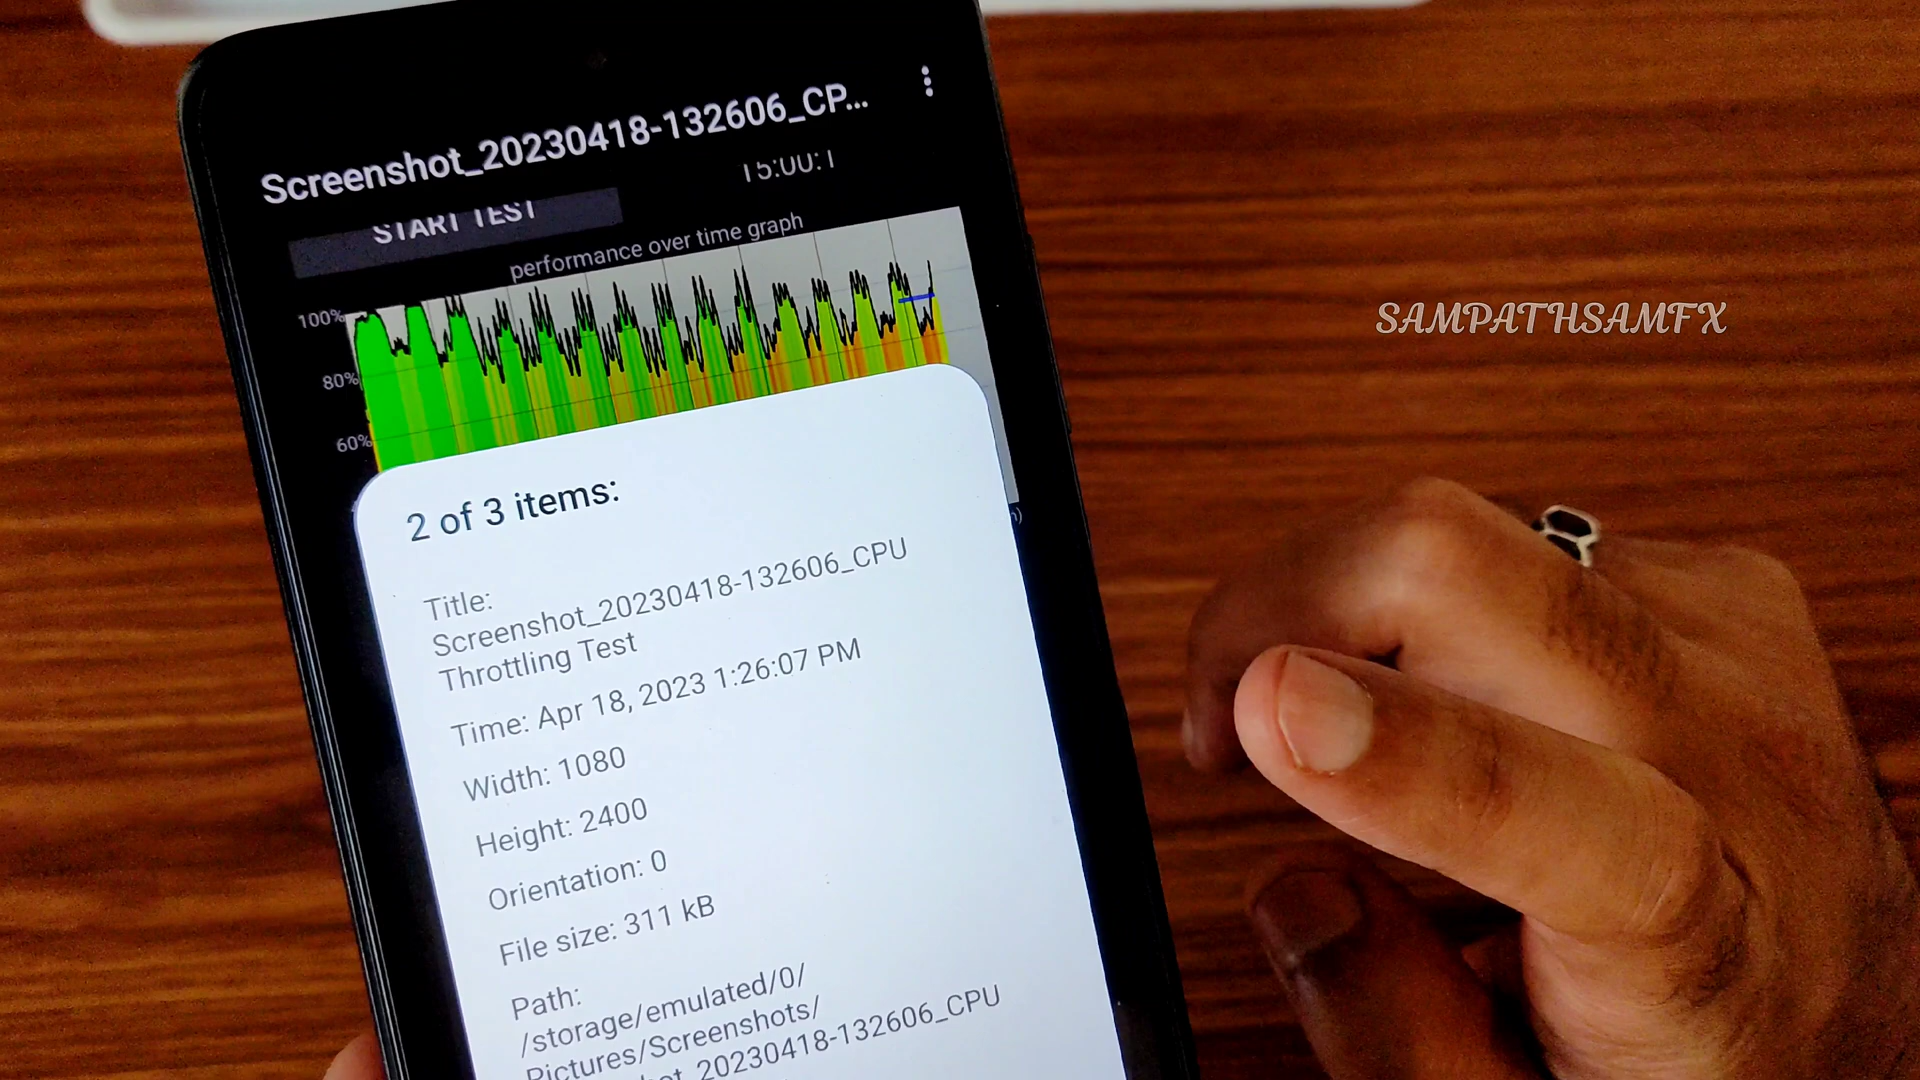 Screenshot_20230418-132606_CP...
15:00:1
START TEST
performance over time graph
100%
80%
60%
SAMPATHSAMFX
2 of 3 items:
Title:
Screenshot_20230418-132606_CPU
Throttling Test
Time: Apr 18, 2023 1:26:07 PM
Width: 1080
Height: 2400
Orientation: 0
File size: 311 kB
Path:
/storage/emulated/0/
Pictures/Screenshots/
20230418-132606_CPU